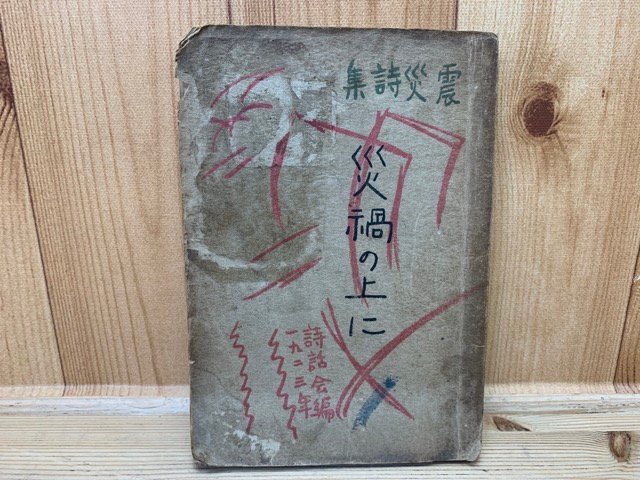 震災詩集
災禍の上に
詩話会編
一九二三年